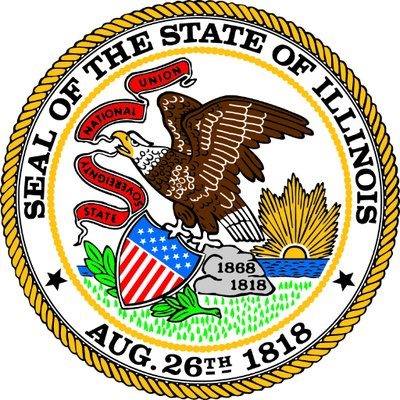 SEAL OF THE STATE OF ILLINOIS
AUG. 26TH 1818
STATE
SOVEREIGNTY
NATIONAL
UNION
1868
1818